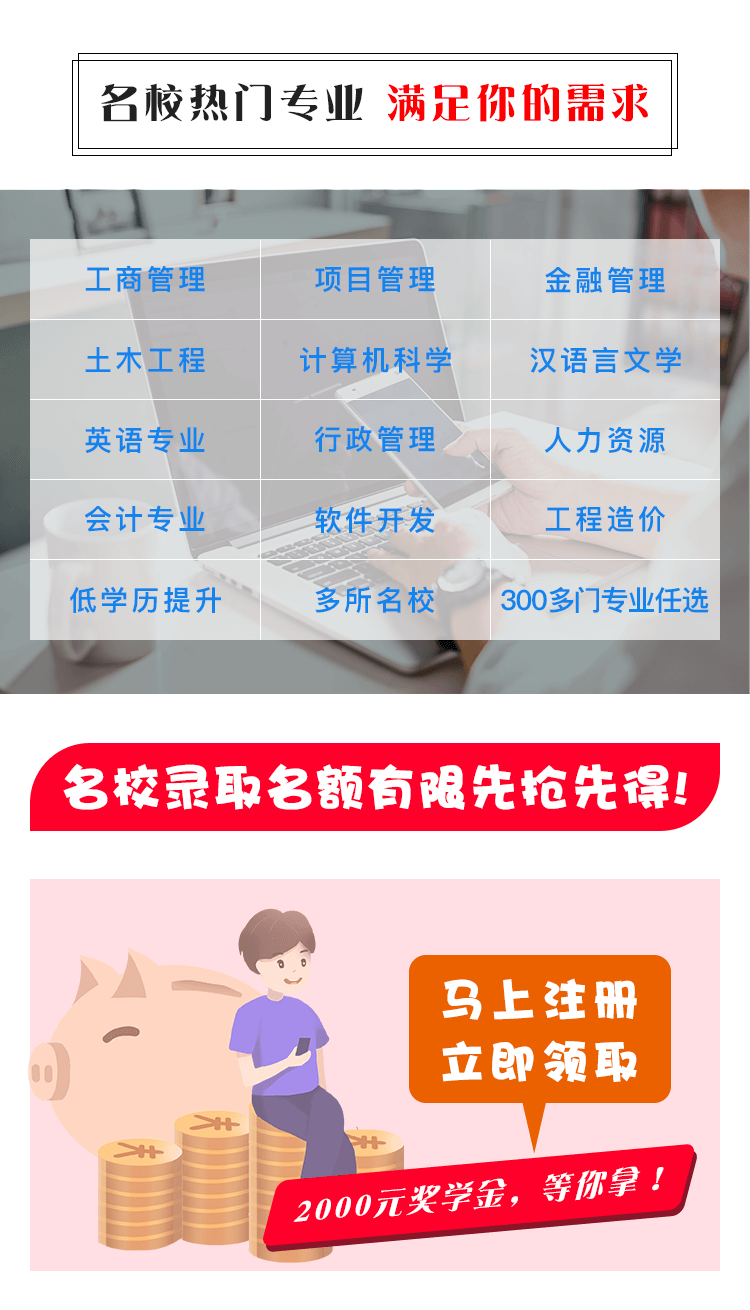 名校热门专业 满足你的需求
工商管理 项目管理 金融管理
土木工程 计算机科学 汉语言文学
英语专业 行政管理 人力资源
会计专业 软件开发 工程造价
低学历提升 多所名校 300多门专业任选
名校录取名额有限先抢先得!
马上注册
立即领取
2000元奖学金，等你拿！